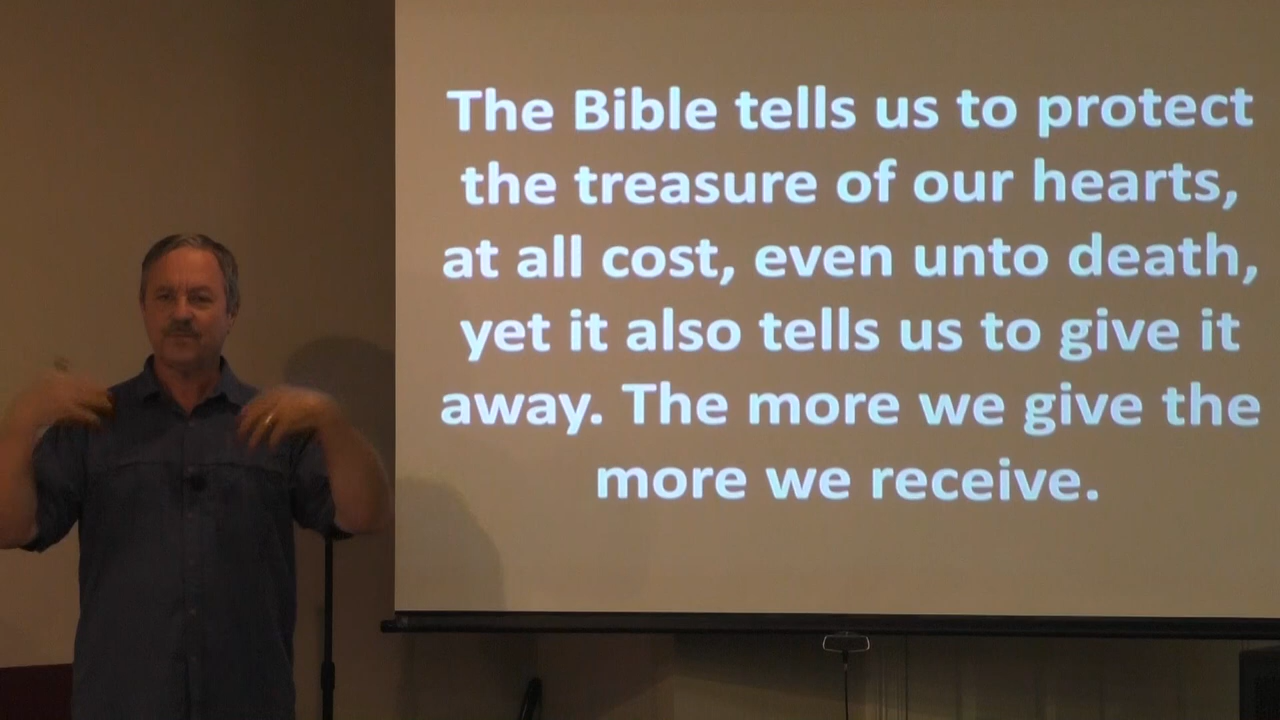 The Bible tells us to protect
the treasure of our hearts,
at all cost, even unto death,
yet it also tells us to give it
away. The more we give the
more we receive.